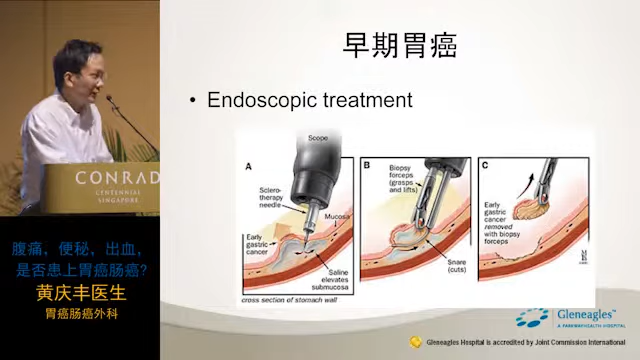 早期胃癌
• Endoscopic treatment
Scope
A
Sclero-
therapy
needle
Mucosa
Early
gastric
cancer
Saline
elevates
submucosa
cross section of stomach wall
B
Biopsy
forceps
(grasps
and lifts)
Snare
(cuts)
C
Early
gastric
cancer
removed
with biopsy
forceps
CONRAD
CENTENNIAL
SINGAPORE
腹痛，便秘，出血，
是否患上胃癌肠癌?
黄庆丰医生
胃癌肠癌外科
Gleneagles™
A PARKWAYHEALTH HOSPITAL
Gleneagles Hospital is accredited by Joint Commission International